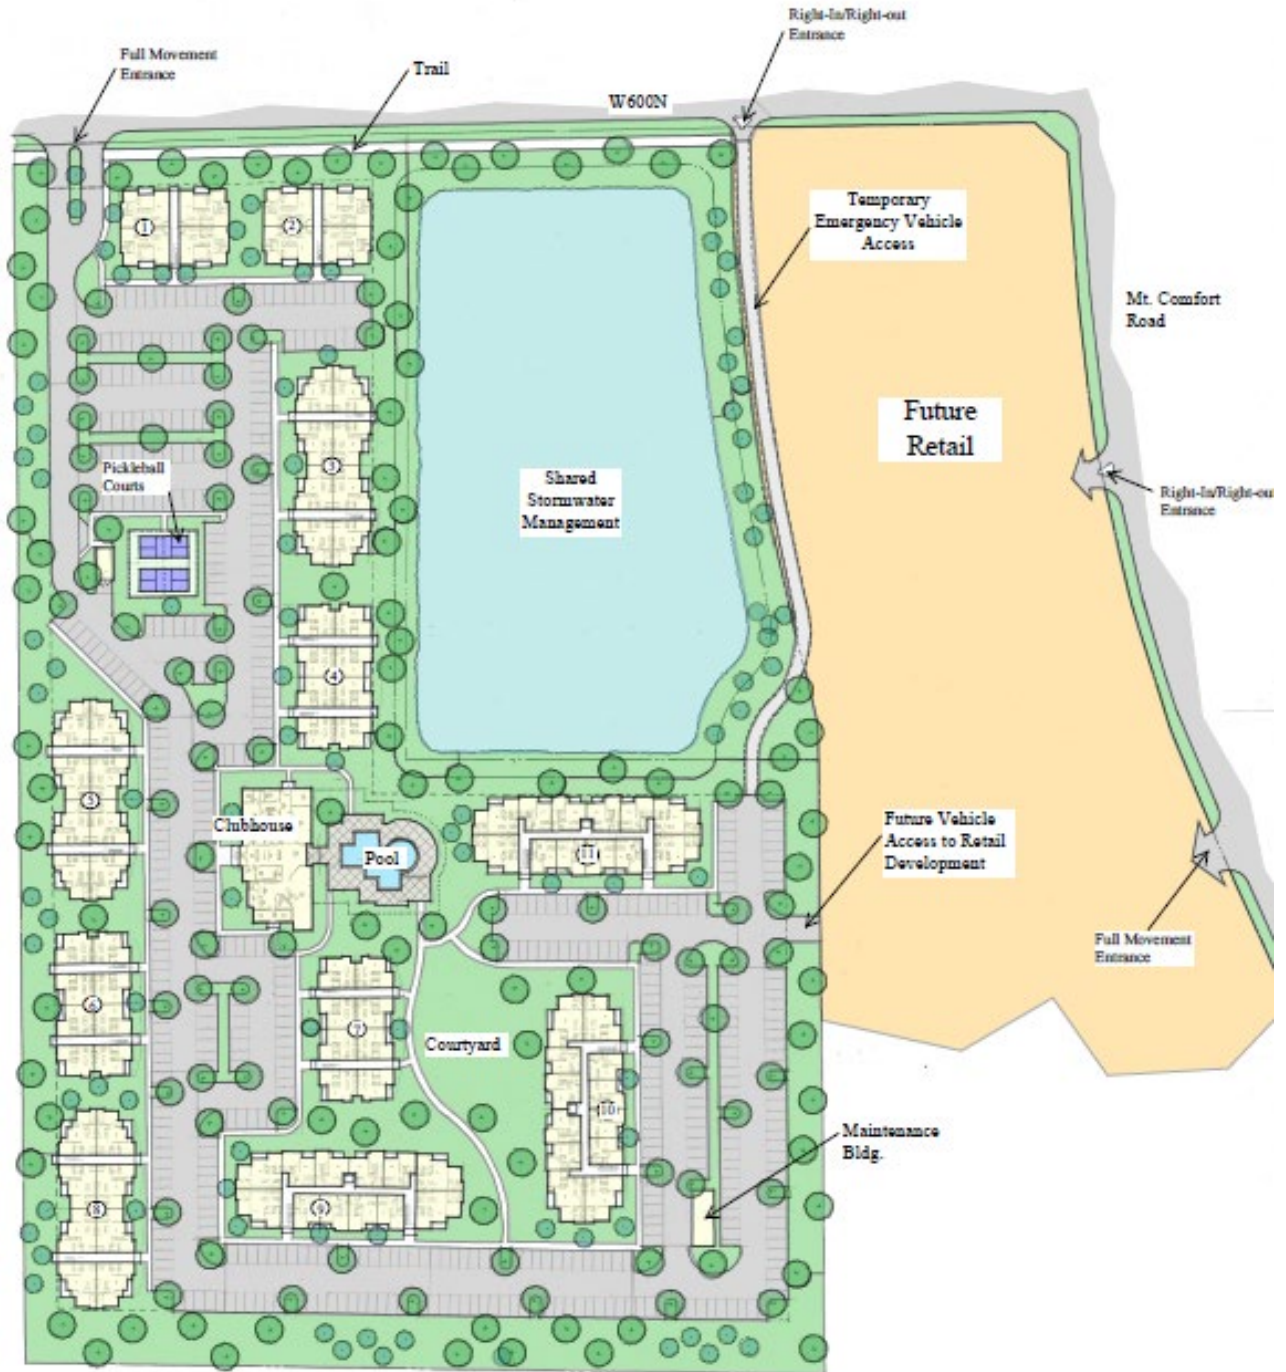 Right-In/Right-out
Entrance
Full Movement
Entrance
Trail
W600N
1
2
Temporary
Emergency Vehicle
Access
Mt. Comfort
Road
Future
Retail
Pickleball
Courts
3
Shared
Stormwater
Management
Right-In/Right-out
Entrance
4
5
Clubhouse
Pool
11
Future Vehicle
Access to Retail
Development
Full Movement
Entrance
6
7
Courtyard
10
Maintenance
Bldg.
8
9